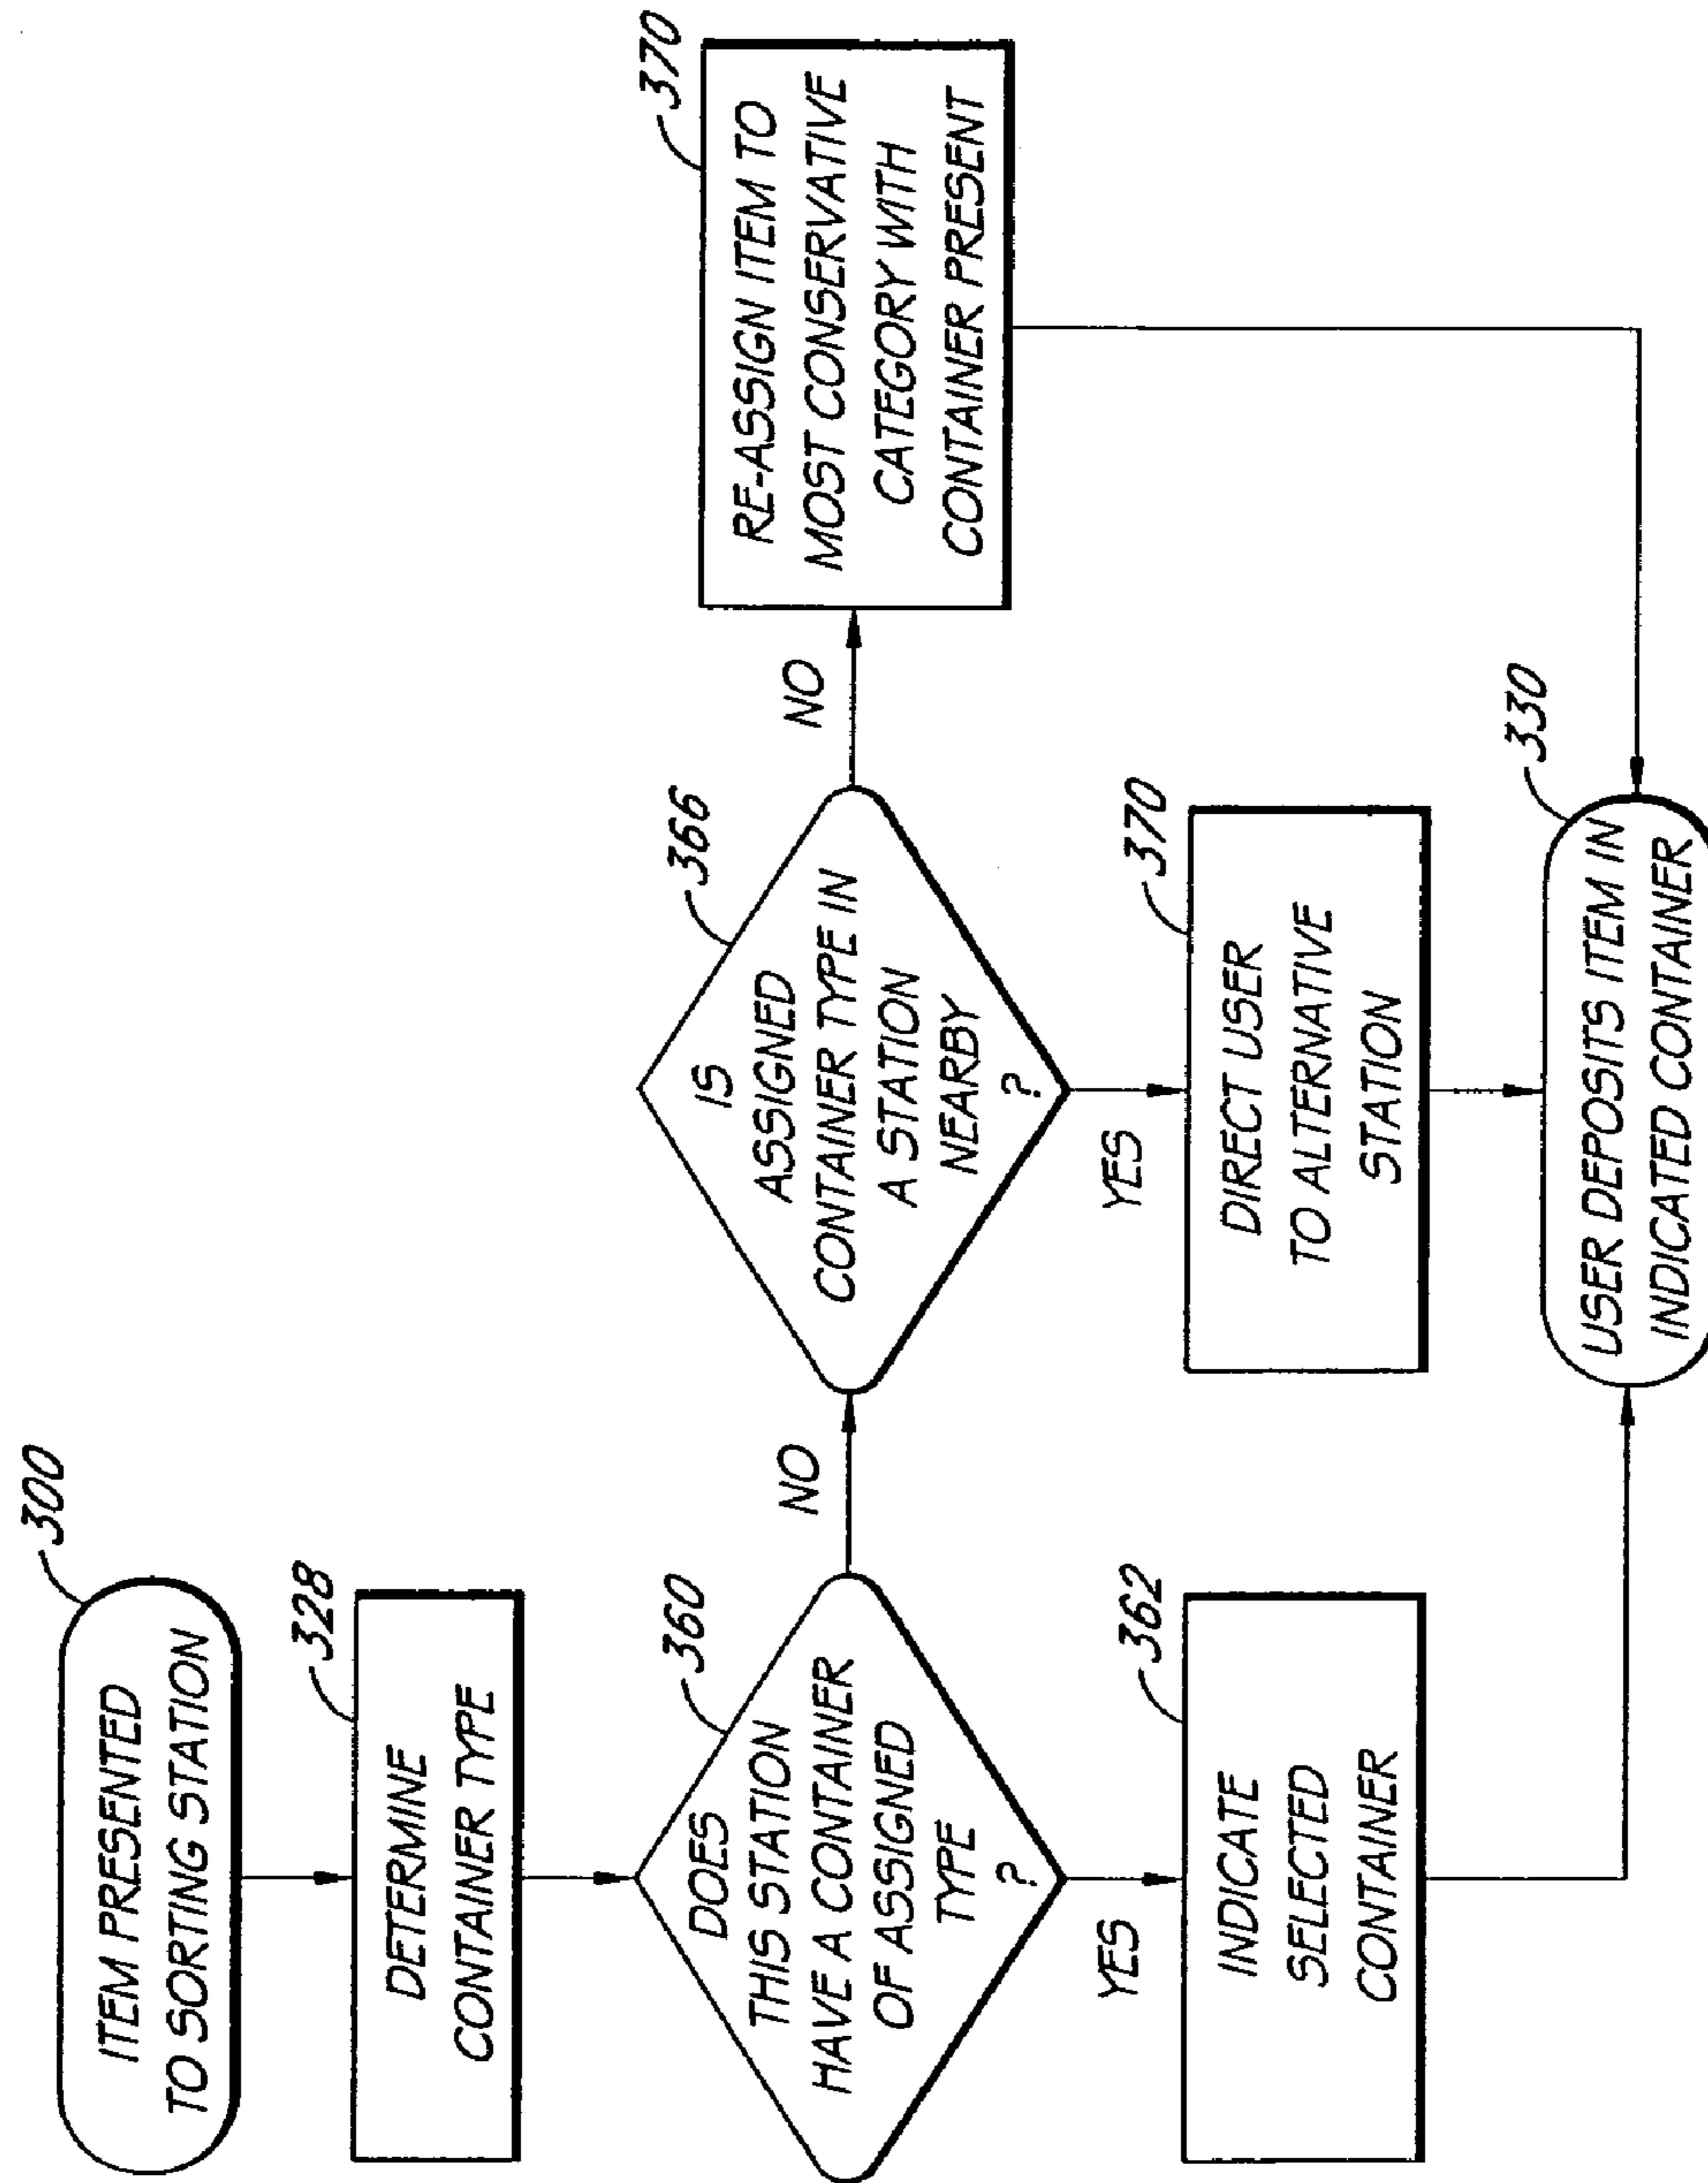 300
ITEM PRESENTED
TO SORTING STATION
328
DETERMINE
CONTAINER TYPE
360
DOES
THIS STATION
HAVE A CONTAINER
OF ASSIGNED
TYPE
?
NO
YES
362
INDICATE
SELECTED
CONTAINER
366
IS
ASSIGNED
CONTAINER TYPE IN
A STATION
NEARBY
?
NO
YES
370
DIRECT USER
TO ALTERNATIVE
STATION
370
RE-ASSIGN ITEM TO
MOST CONSERVATIVE
CATEGORY WITH
CONTAINER PRESENT
330
USER DEPOSITS ITEM IN
INDICATED CONTAINER